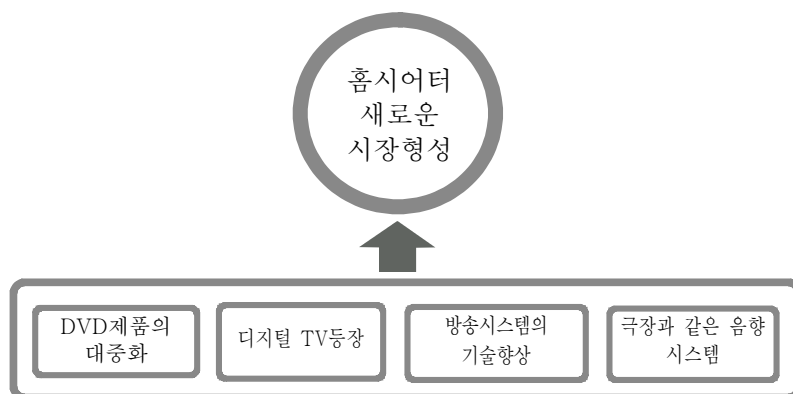 홈시어터
새로운
시장형성
DVD제품의
대중화
디지털 TV등장
방송시스템의
기술향상
극장과 같은 음향
시스템